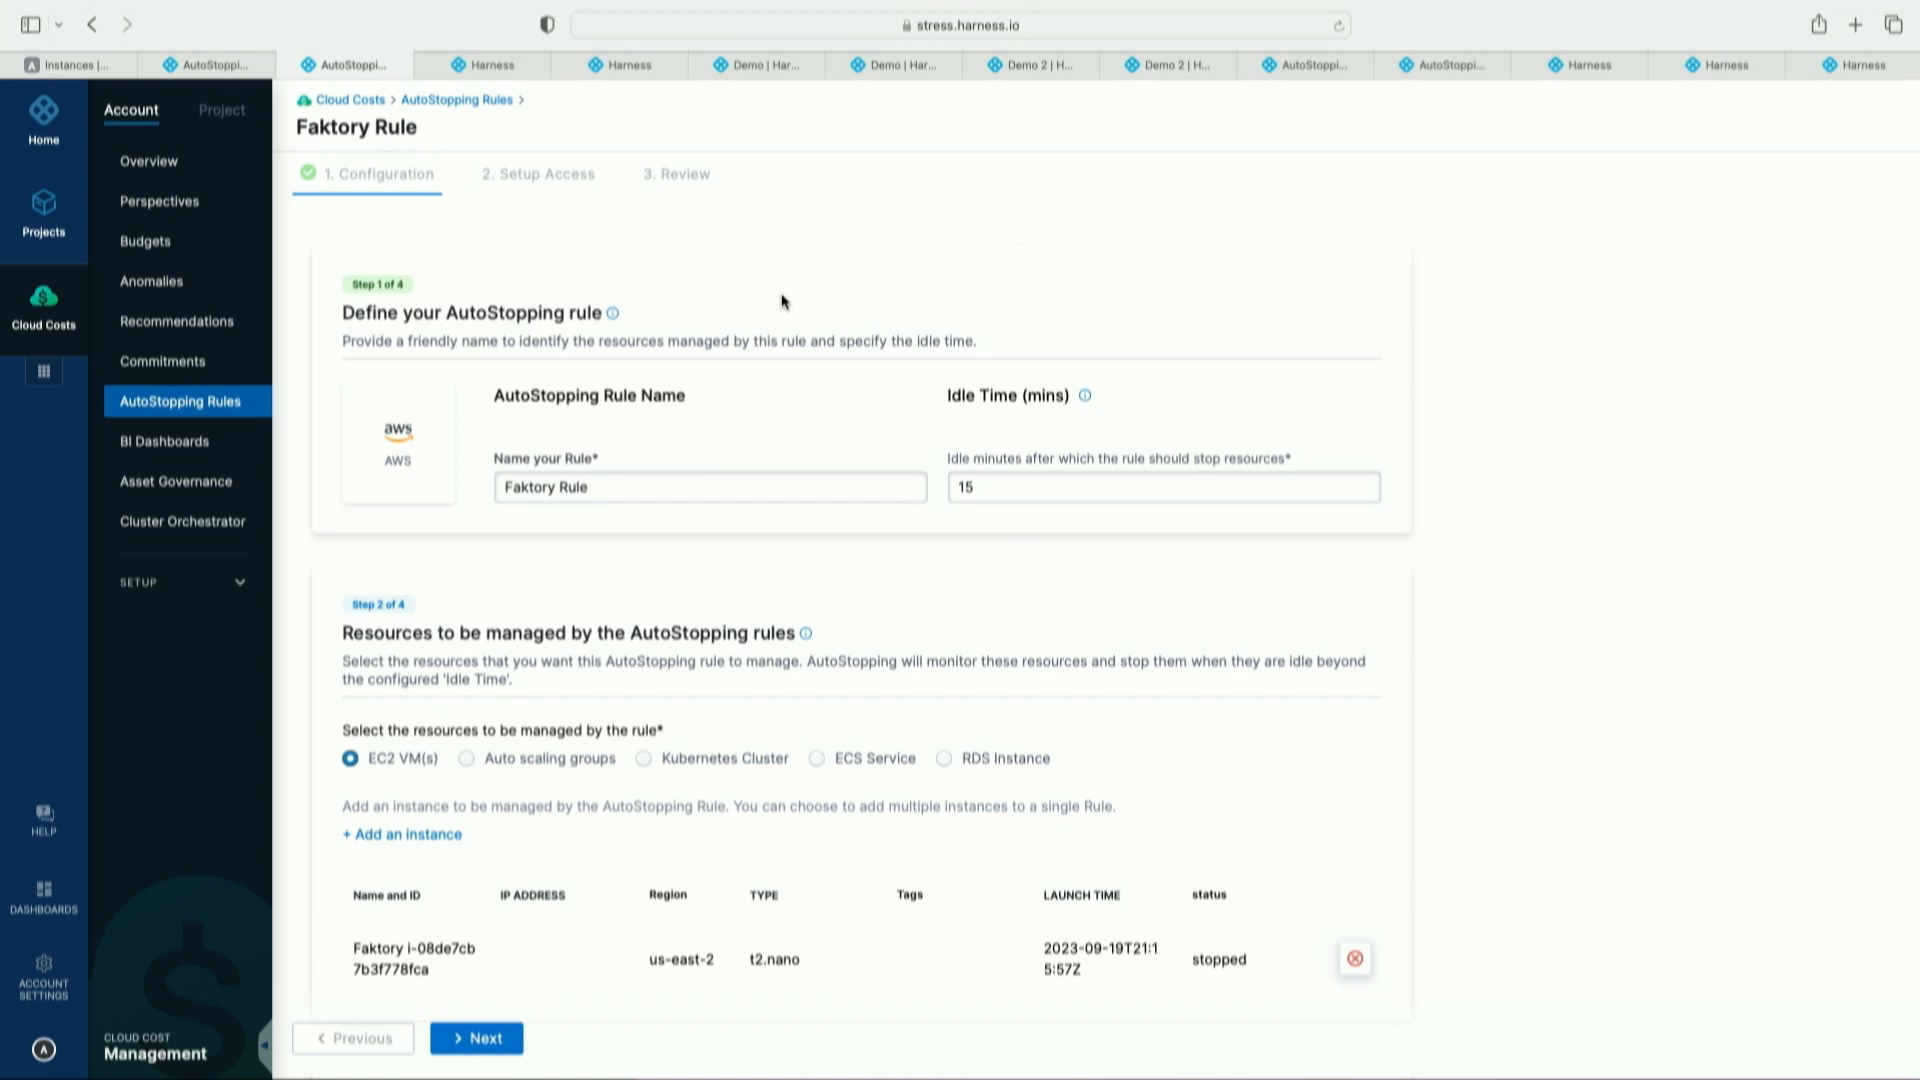 stress.harness.io
Instances |...
AutoStoppi...
AutoStoppi...
Harness
Harness
Demo | Har...
Demo | Har...
Demo 2 | H...
Demo 2 | H...
AutoStoppi...
AutoStoppi...
Harness
Harness
Harness
Home
Projects
Cloud Costs
HELP
DASHBOARDS
ACCOUNT
SETTINGS
A
Account
Project
Overview
Perspectives
Budgets
Anomalies
Recommendations
Commitments
AutoStopping Rules
BI Dashboards
Asset Governance
Cluster Orchestrator
SETUP
CLOUD COST
Management
Cloud Costs > AutoStopping Rules >
Faktory Rule
1. Configuration
2. Setup Access
3. Review
Step 1 of 4
Define your AutoStopping rule
Provide a friendly name to identify the resources managed by this rule and specify the idle time.
aws
AWS
AutoStopping Rule Name
Name your Rule*
Faktory Rule
Idle Time (mins)
Idle minutes after which the rule should stop resources*
15
Step 2 of 4
Resources to be managed by the AutoStopping rules
Select the resources that you want this AutoStopping rule to manage. AutoStopping will monitor these resources and stop them when they are idle beyond
the configured 'Idle Time'.
Select the resources to be managed by the rule*
EC2 VM(s)
Auto scaling groups
Kubernetes Cluster
ECS Service
RDS Instance
Add an instance to be managed by the AutoStopping Rule. You can choose to add multiple instances to a single Rule.
+ Add an instance
Name and ID
IP ADDRESS
Region
TYPE
Tags
LAUNCH TIME
status
Faktory i-08de7cb
7b3f778fca
us-east-2
t2.nano
2023-09-19T21:1
5:57Z
stopped
< Previous
> Next